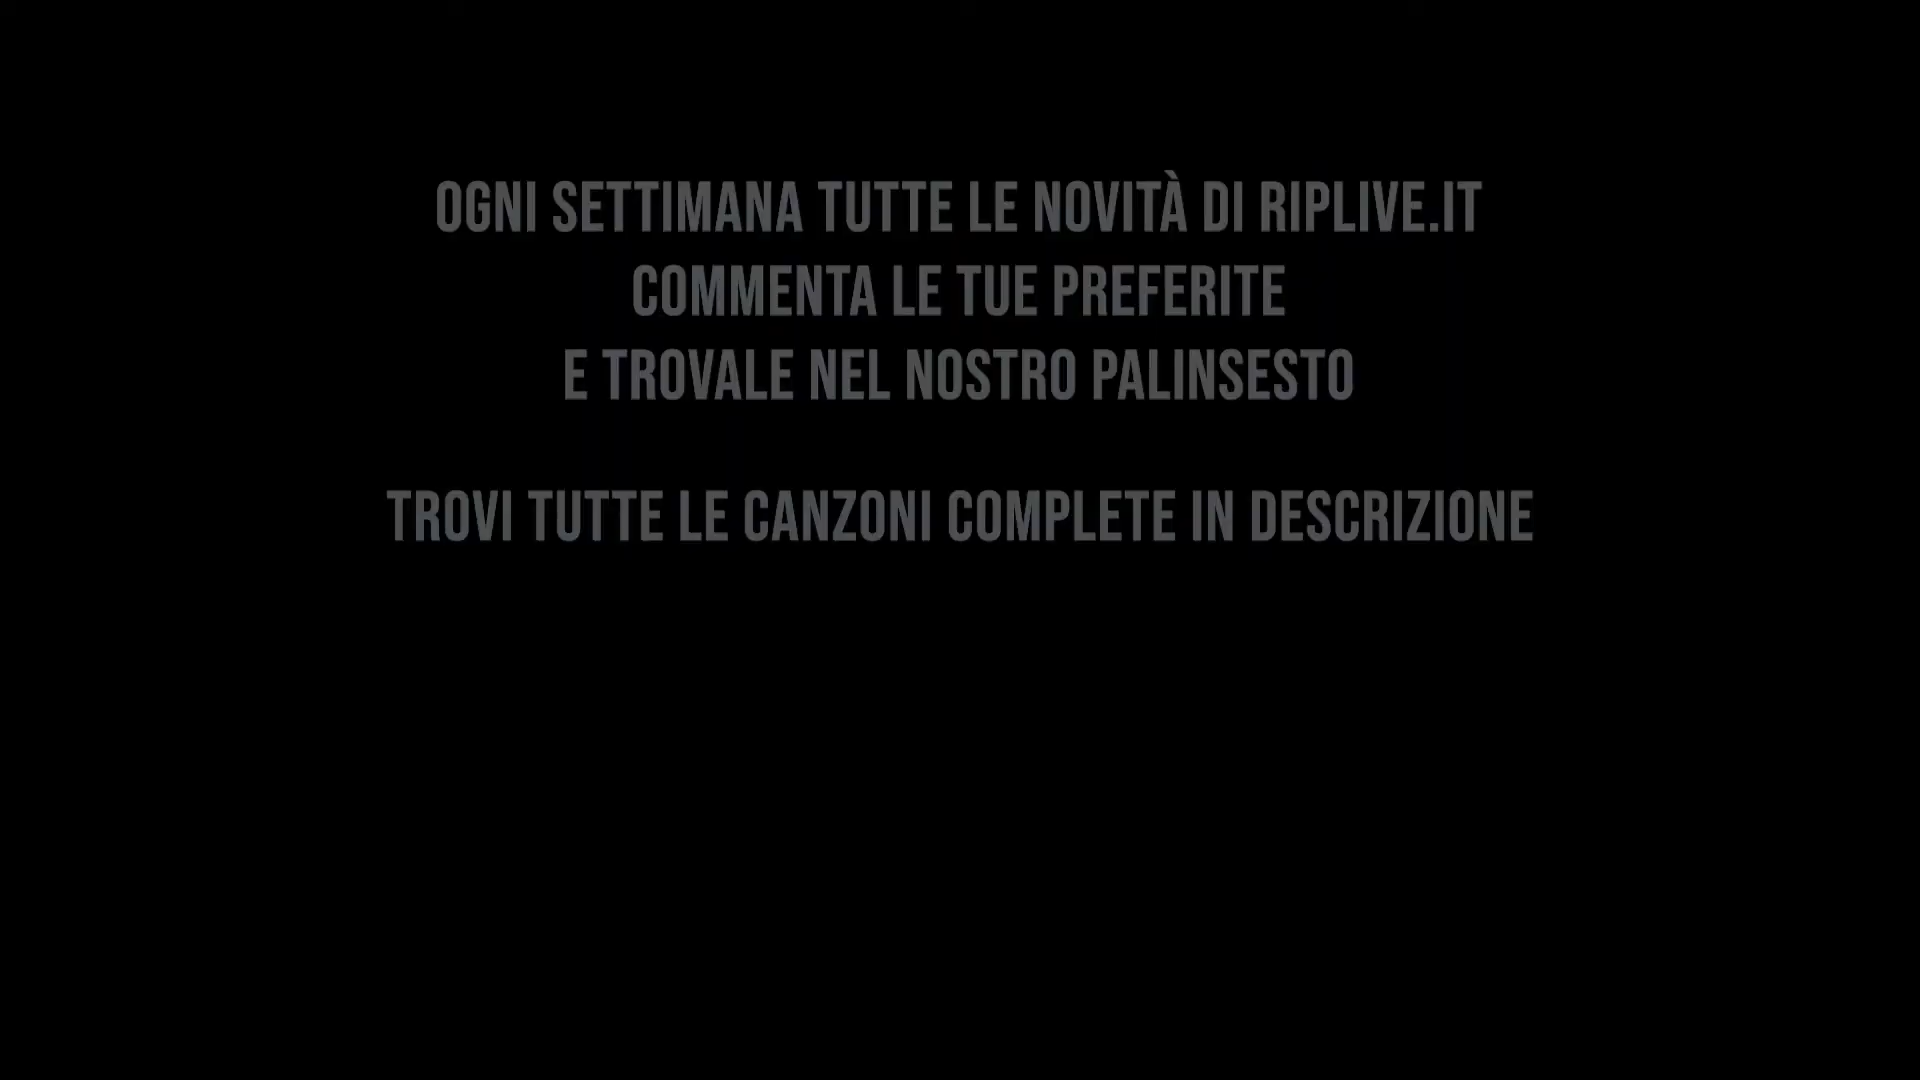 OGNI SETTIMANA TUTTE LE NOVITÀ DI RIPLIVE.IT
COMMENTA LE TUE PREFERITE
E TROVALE NEL NOSTRO PALINSESTO
TROVI TUTTE LE CANZONI COMPLETE IN DESCRIZIONE